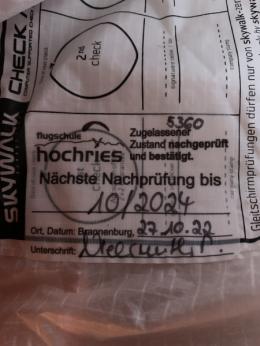 2nd
check
SKYWALK CHECK
Gleitschirmprüfungen dürfen nur von skywalk
5360
flugschule
hochries
Zugelassener
Zustand nachgeprüft
und bestätigt.
Nächste Nachprüfung bis
10/2024
Ort, Datum: Brannenburg, 27.10.22
Unterschrift: